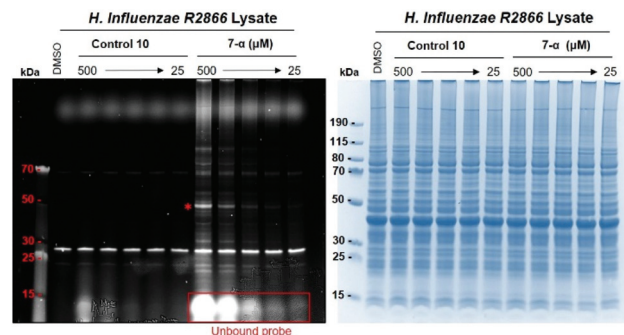 H. Influenzae R2866 Lysate
DMSO
Control 10
7-α (μM)
500 25 500 25
kDa
70
50
*
30
25
15
Unbound probe
H. Influenzae R2866 Lysate
DMSO
Control 10
7-α (μM)
500 25 500 25
kDa
190 -
115 -
80 -
70 -
50 -
30 -
25 -
15 -